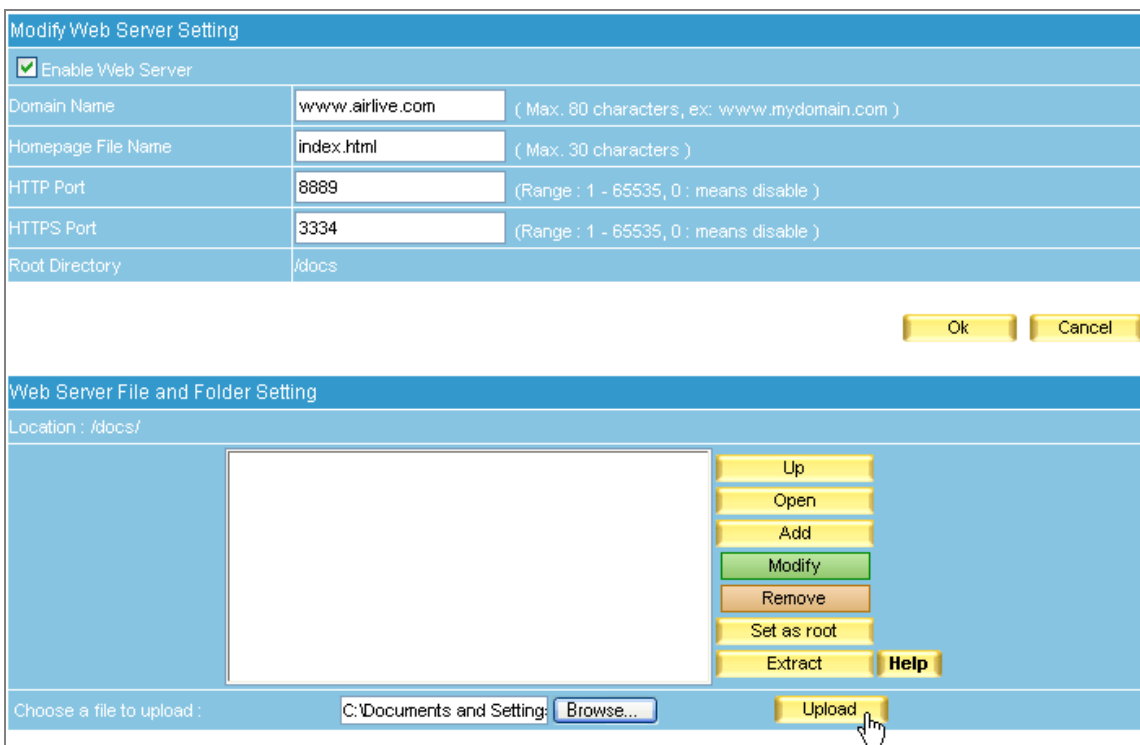 Modify Web Server Setting
Enable Web Server
Domain Name www.airlive.com ( Max. 80 characters, ex: www.mydomain.com )
Homepage File Name index.html ( Max. 30 characters )
HTTP Port 8889 (Range : 1 - 65535, 0 : means disable )
HTTPS Port 3334 (Range : 1 - 65535, 0 : means disable )
Root Directory /docs
Ok Cancel
Web Server File and Folder Setting
Location : /docs/
Up
Open
Add
Modify
Remove
Set as root
Extract Help
Choose a file to upload : C:\Documents and Setting Browse... Upload